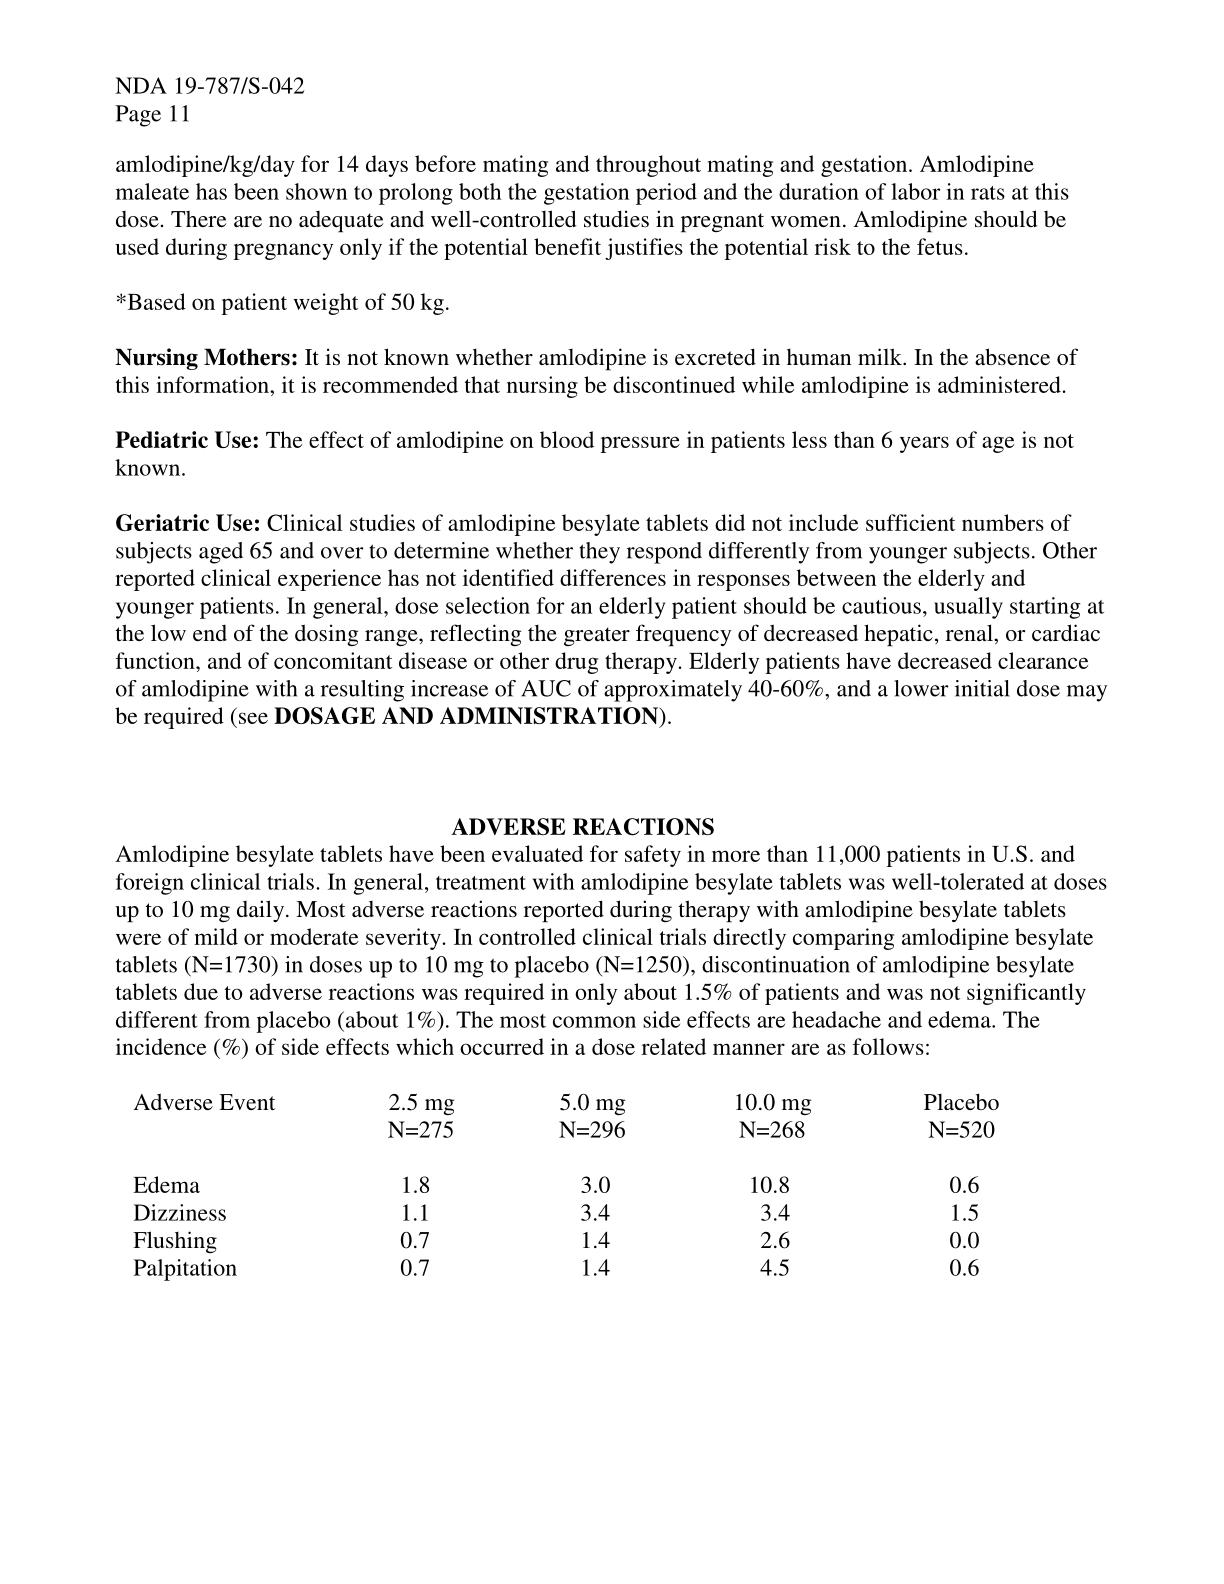 NDA 19-787/S-042
Page 11
amlodipine/kg/day for 14 days before mating and throughout mating and gestation. Amlodipine
maleate has been shown to prolong both the gestation period and the duration of labor in rats at this
dose. There are no adequate and well-controlled studies in pregnant women. Amlodipine should be
used during pregnancy only if the potential benefit justifies the potential risk to the fetus.
*Based on patient weight of 50 kg.
Nursing Mothers: It is not known whether amlodipine is excreted in human milk. In the absence of
this information, it is recommended that nursing be discontinued while amlodipine is administered.
Pediatric Use: The effect of amlodipine on blood pressure in patients less than 6 years of age is not
known.
Geriatric Use: Clinical studies of amlodipine besylate tablets did not include sufficient numbers of
subjects aged 65 and over to determine whether they respond differently from younger subjects. Other
reported clinical experience has not identified differences in responses between the elderly and
younger patients. In general, dose selection for an elderly patient should be cautious, usually starting at
the low end of the dosing range, reflecting the greater frequency of decreased hepatic, renal, or cardiac
function, and of concomitant disease or other drug therapy. Elderly patients have decreased clearance
of amlodipine with a resulting increase of AUC of approximately 40-60%, and a lower initial dose may
be required (see DOSAGE AND ADMINISTRATION).
ADVERSE REACTIONS
Amlodipine besylate tablets have been evaluated for safety in more than 11,000 patients in U.S. and
foreign clinical trials. In general, treatment with amlodipine besylate tablets was well-tolerated at doses
up to 10 mg daily. Most adverse reactions reported during therapy with amlodipine besylate tablets
were of mild or moderate severity. In controlled clinical trials directly comparing amlodipine besylate
tablets (N=1730) in doses up to 10 mg to placebo (N=1250), discontinuation of amlodipine besylate
tablets due to adverse reactions was required in only about 1.5% of patients and was not significantly
different from placebo (about 1%). The most common side effects are headache and edema. The
incidence (%) of side effects which occurred in a dose related manner are as follows:
Adverse Event 2.5 mg 5.0 mg 10.0 mg Placebo
N=275 N=296 N=268 N=520
Edema 1.8 3.0 10.8 0.6
Dizziness 1.1 3.4 3.4 1.5
Flushing 0.7 1.4 2.6 0.0
Palpitation 0.7 1.4 4.5 0.6